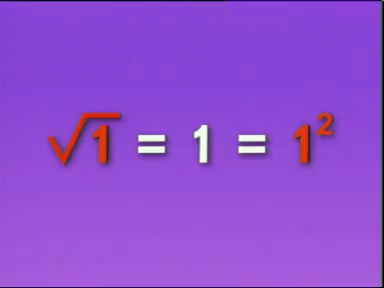 √1 = 1 = 1²